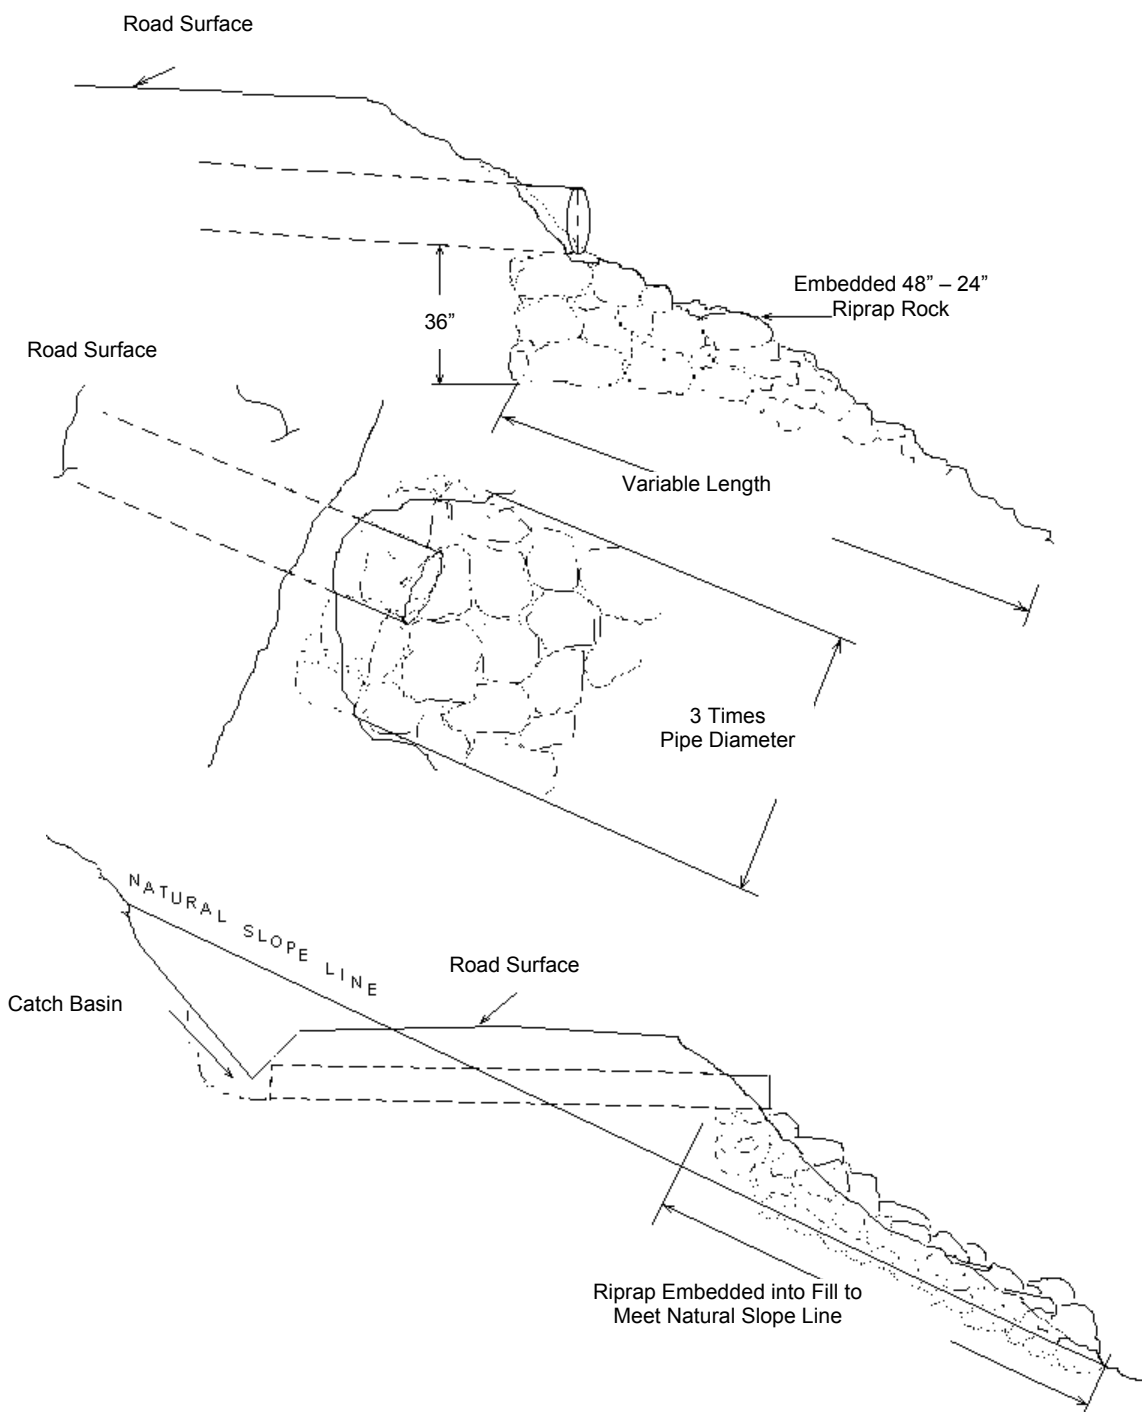 Road Surface
Embedded 48” – 24”
Riprap Rock
36”
Road Surface
Variable Length
3 Times
Pipe Diameter
NATURAL SLOPE LINE
Road Surface
Catch Basin
Riprap Embedded into Fill to
Meet Natural Slope Line